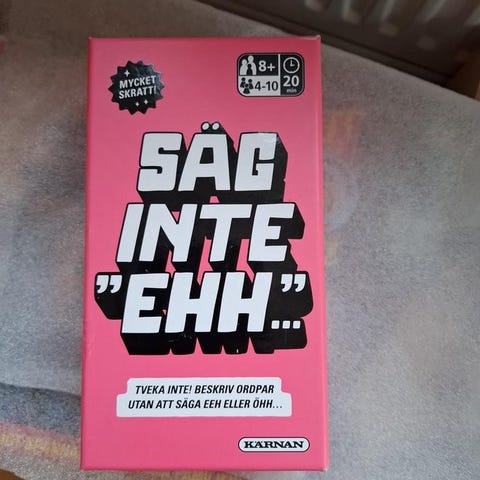 MYCKET
SKRATT!
8+
4-10
20
min
SÄG
INTE
”EHH”...
TVEKA INTE! BESKRIV ORDPAR
UTAN ATT SÄGA EEH ELLER ÖHH...
KÄRNAN